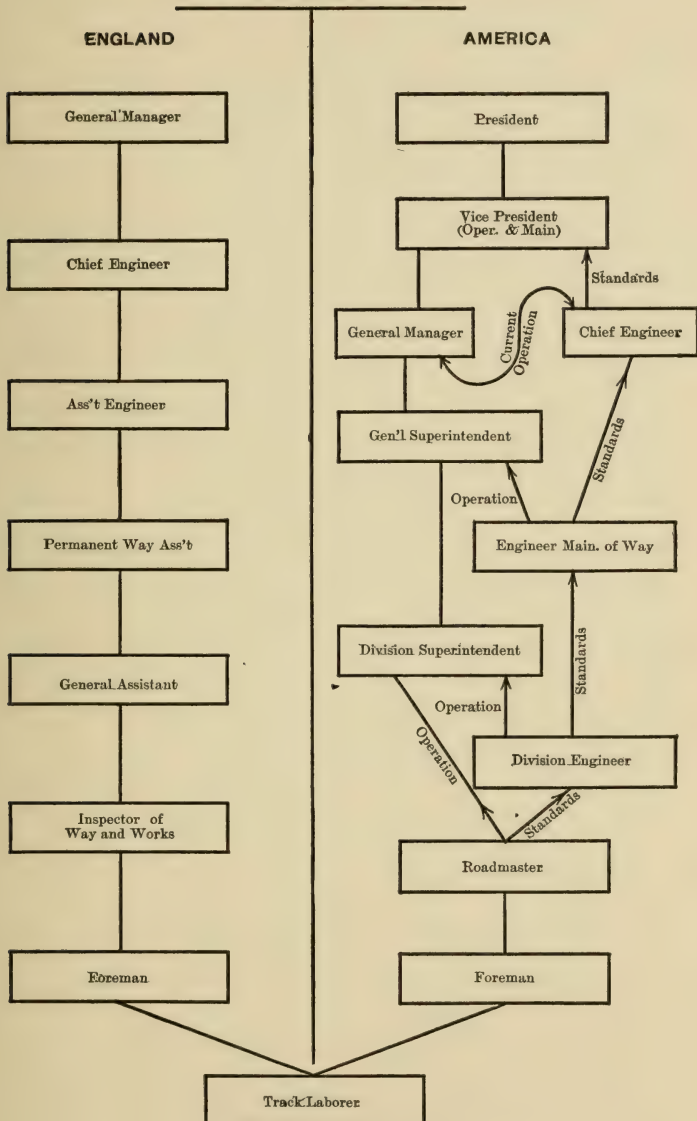 ENGLAND
General Manager
Chief Engineer
Ass't Engineer
Permanent Way Ass't
General Assistant
Inspector of
Way and Works
Foreman
AMERICA
President
Vice President
(Oper. & Main)
Standards
General Manager
Current
Operation
Chief Engineer
Gen'l Superintendent
Standards
Operation
Engineer Main. of Way
Division Superintendent
Standards
Operation
Operation
Division Engineer
Standards
Roadmaster
Foreman
Track Laborer